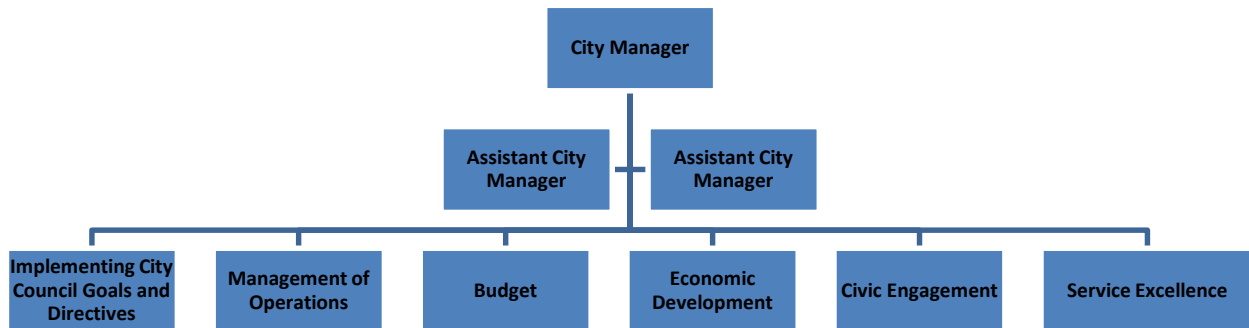 City Manager
Assistant City
Manager
Assistant City
Manager
Implementing City
Council Goals and
Directives
Management of
Operations
Budget
Economic
Development
Civic Engagement
Service Excellence